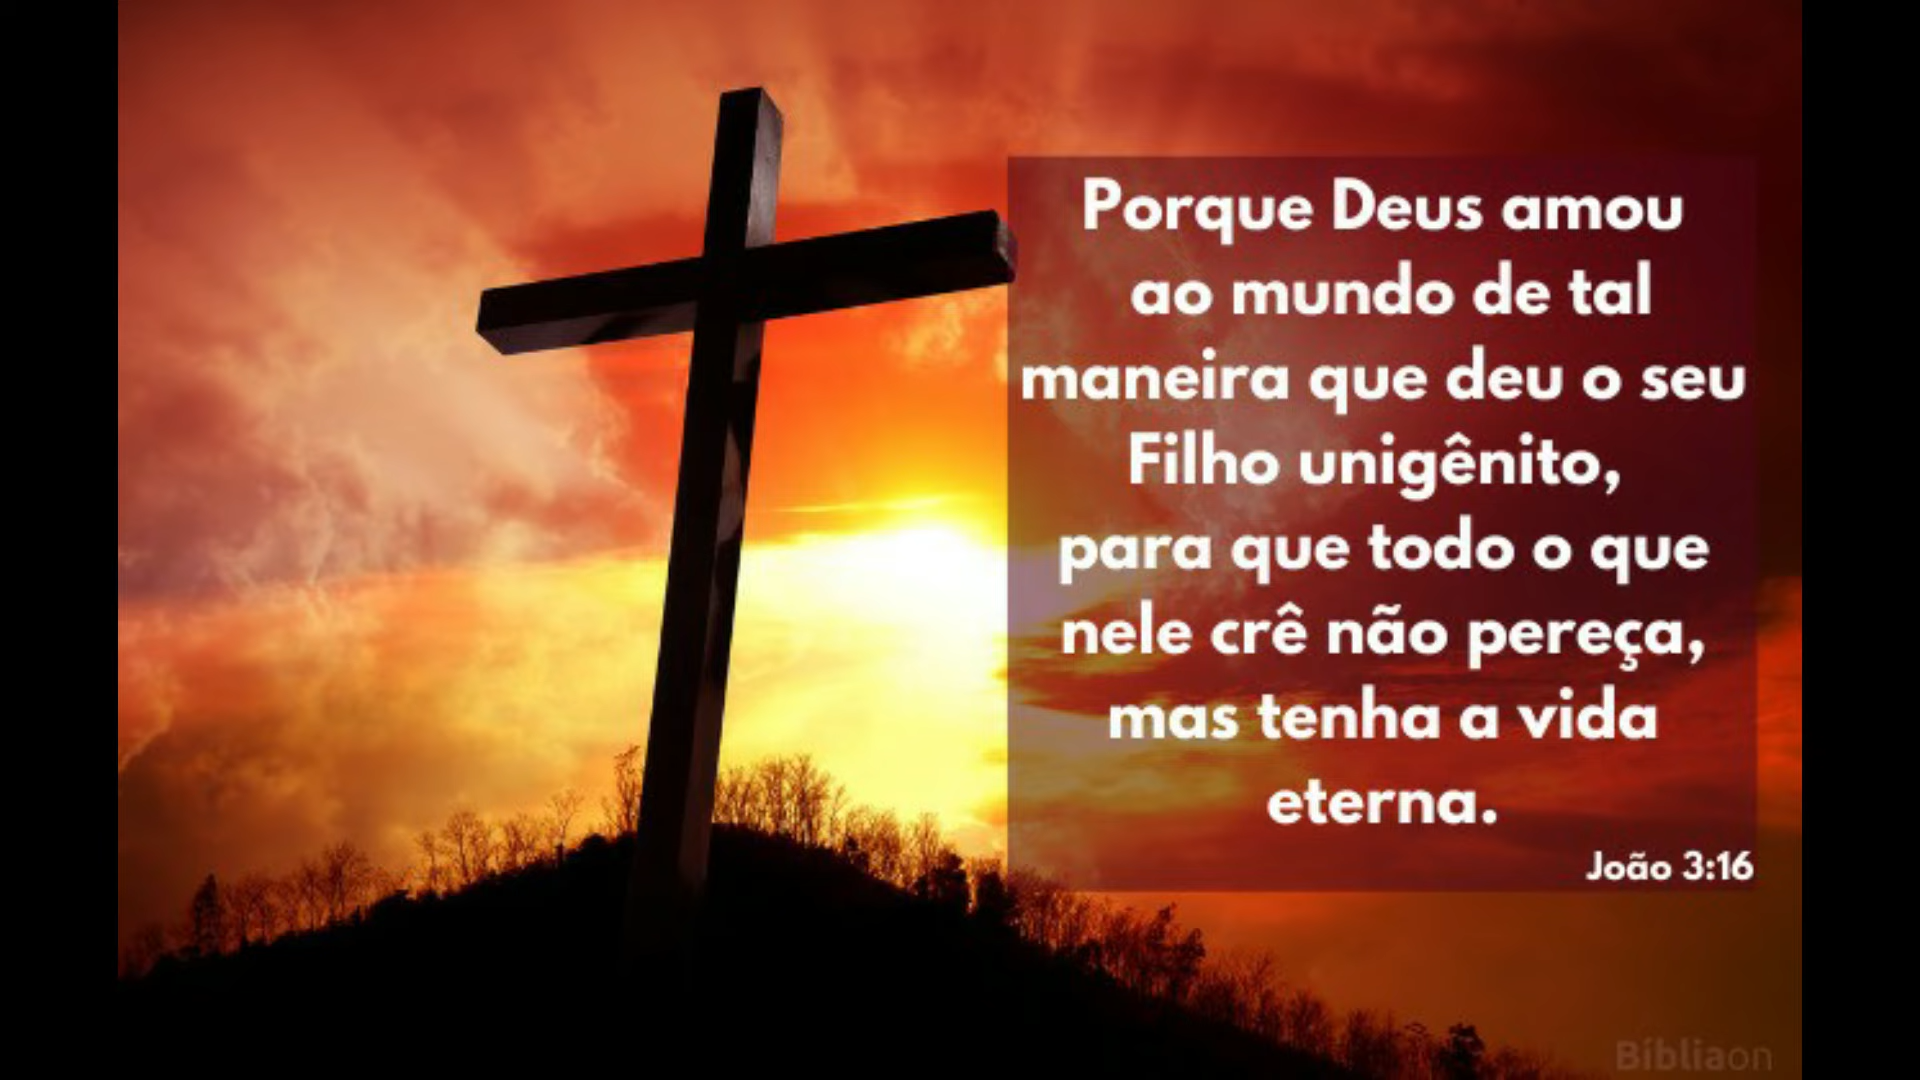 Porque Deus amou
ao mundo de tal
maneira que deu o seu
Filho unigênito,
para que todo o que
nele crê não pereça,
mas tenha a vida
eterna.
João 3:16
Bíbliaon